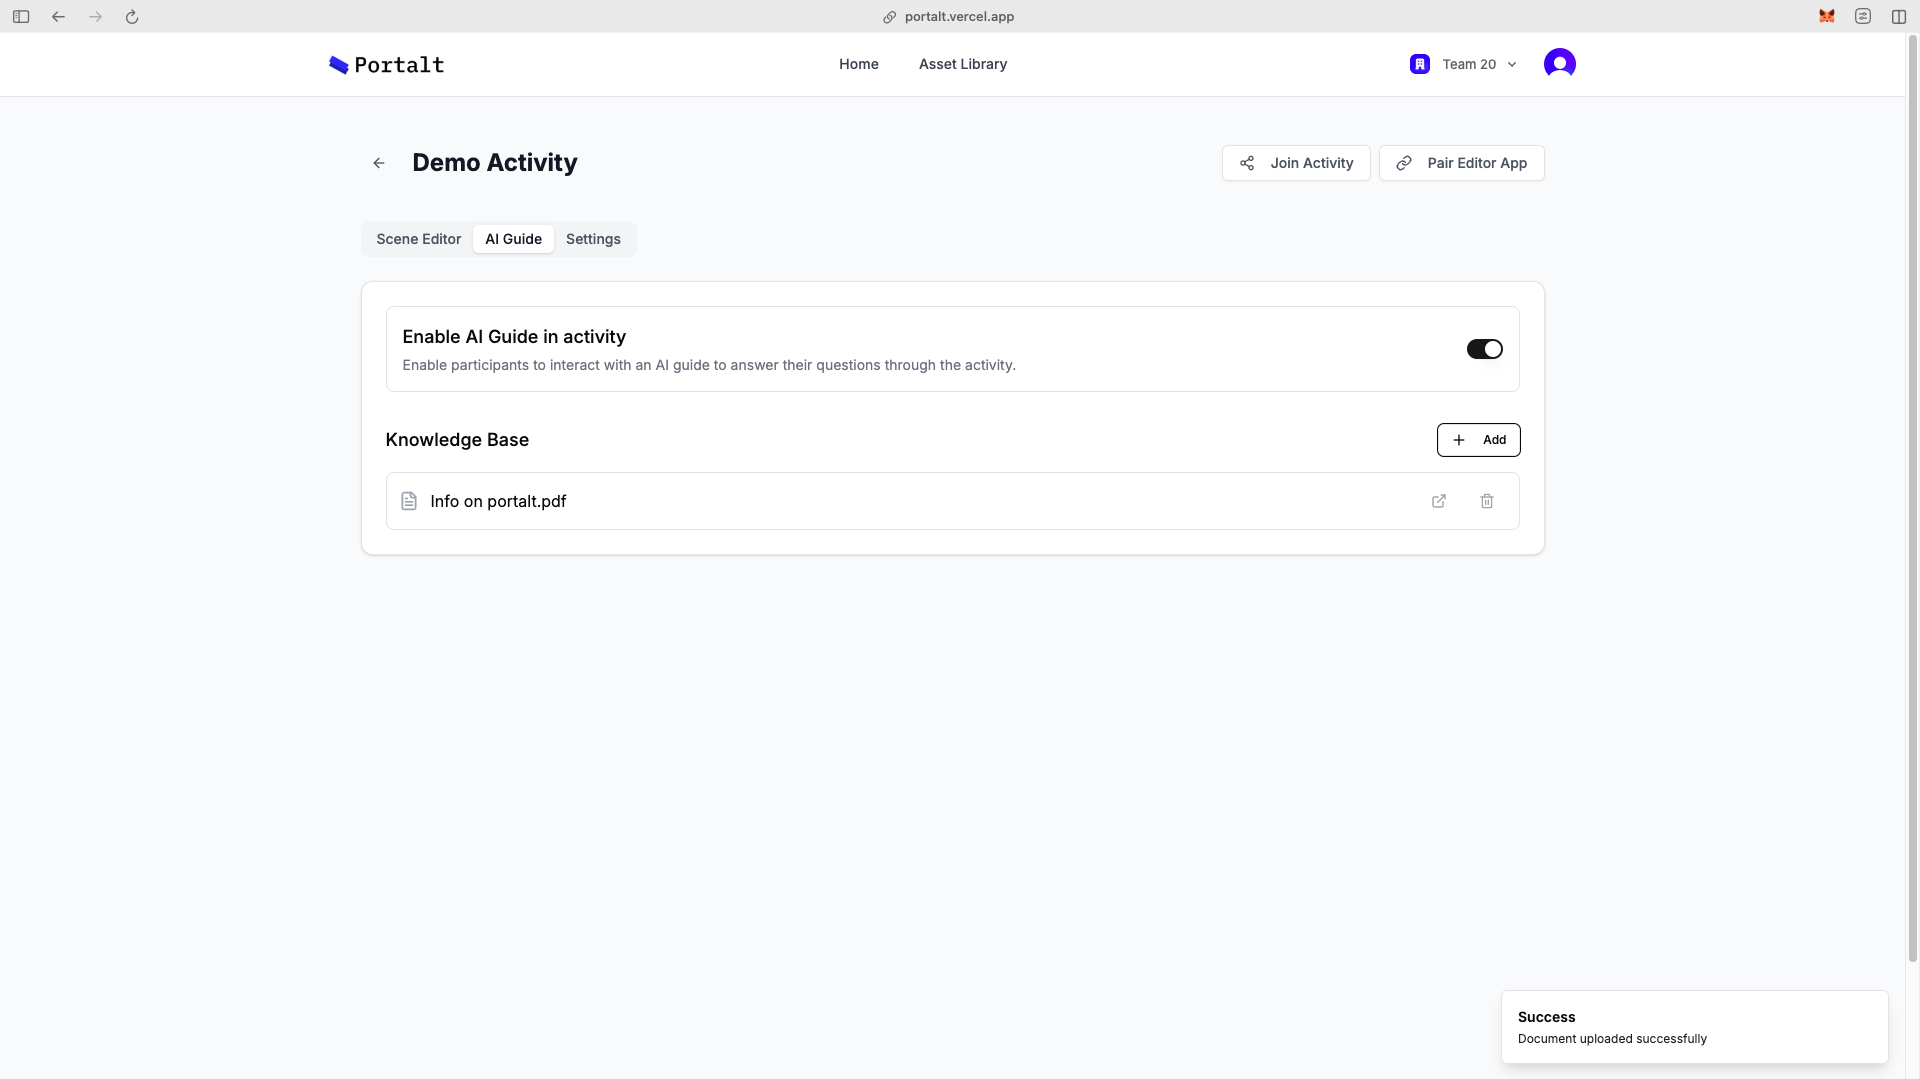 portalt.vercel.app
Portalt
Home
Asset Library
Team 20
Demo Activity
Join Activity
Pair Editor App
Scene Editor
AI Guide
Settings
Enable AI Guide in activity
Enable participants to interact with an AI guide to answer their questions through the activity.
Knowledge Base
Add
Info on portalt.pdf
Success
Document uploaded successfully